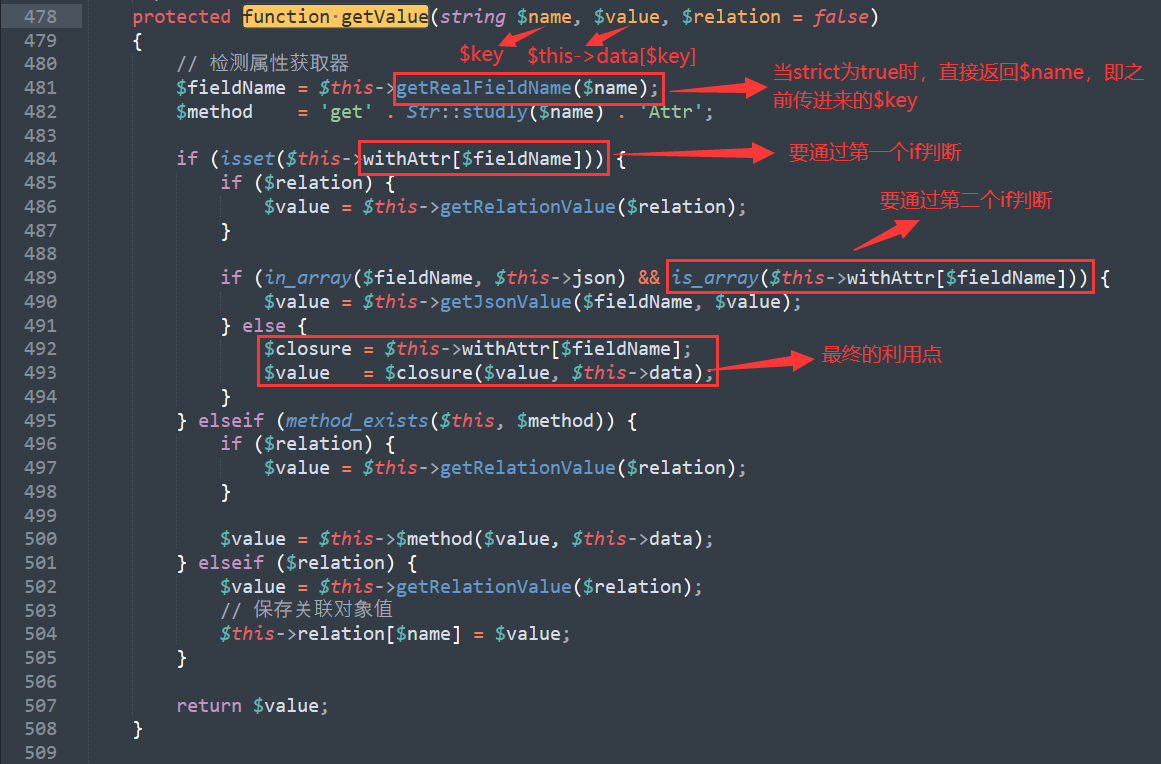 478 protected function getValue(string $name, $value, $relation = false)
479 {
$key $this->data[$key]
480 // 检测属性获取器
481 $fieldName = $this->getRealFieldName($name);
当strict为true时，直接返回$name，即之
前传进来的$key
482 $method = 'get' . Str::studly($name) . 'Attr';
483
484 if (isset($this->withAttr[$fieldName])) {
要通过第一个if判断
485 if ($relation) {
486 $value = $this->getRelationValue($relation);
要通过第二个if判断
487 }
488
489 if (in_array($fieldName, $this->json) && is_array($this->withAttr[$fieldName])) {
490 $value = $this->getJsonValue($fieldName, $value);
491 } else {
492 $closure = $this->withAttr[$fieldName];
最终的利用点
493 $value = $closure($value, $this->data);
494 }
495 } elseif (method_exists($this, $method)) {
496 if ($relation) {
497 $value = $this->getRelationValue($relation);
498 }
499
500 $value = $this->$method($value, $this->data);
501 } elseif ($relation) {
502 $value = $this->getRelationValue($relation);
503 // 保存关联对象值
504 $this->relation[$name] = $value;
505 }
506
507 return $value;
508 }
509